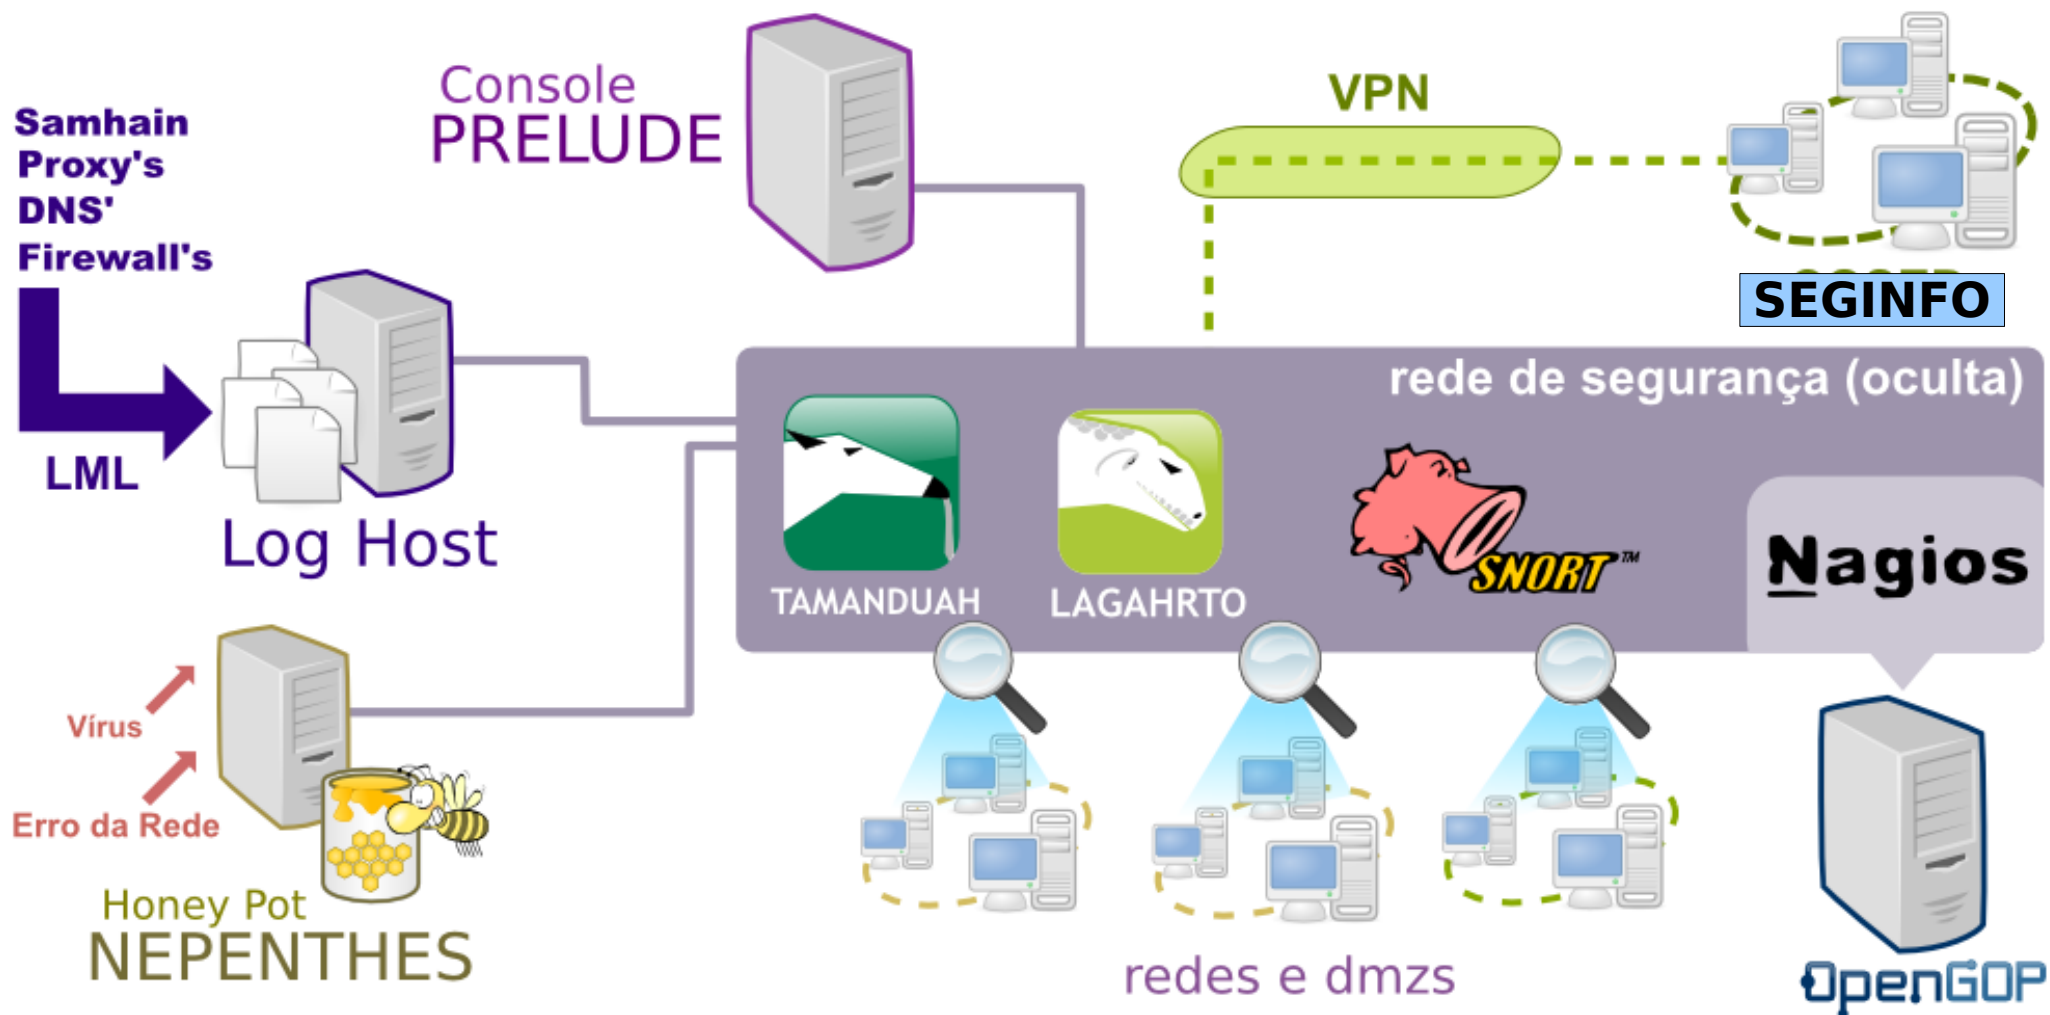 Console
PRELUDE
VPN
Samhain
Proxy's
DNS'
Firewall's
LML
Log Host
SEGINFO
rede de segurança (oculta)
TAMANDUAH
LAGAHRTO
SNORT™
Nagios
Vírus
Erro da Rede
Honey Pot
NEPENTHES
redes e dmzs
OpenGOP